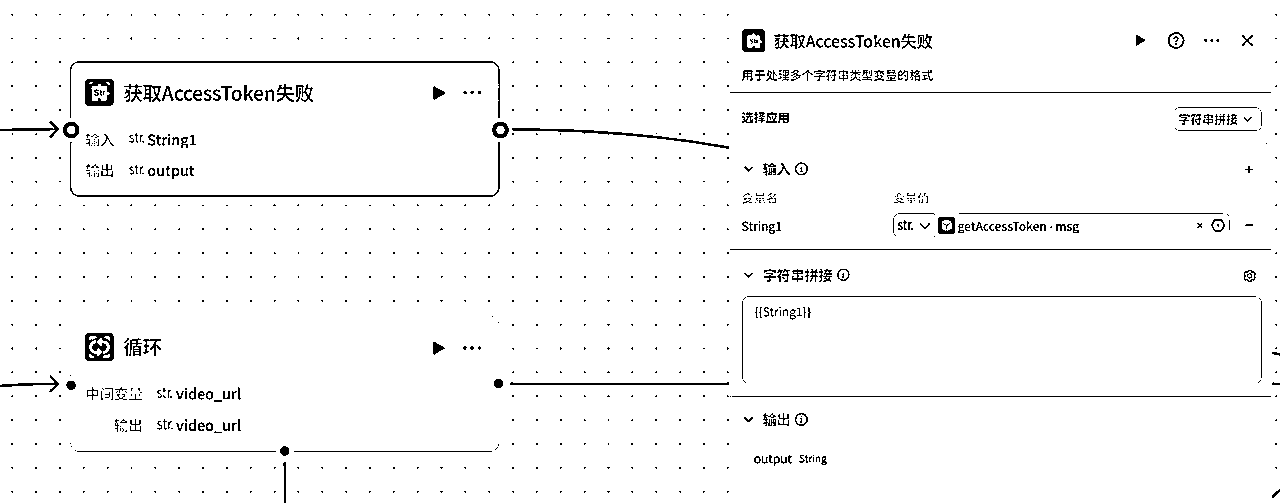 获取AccessToken失败
输入 str. String1
输出 str. output
循环
中间变量 str. video_url
输出 str. video_url
获取AccessToken失败
用于处理多个字符串类型变量的格式
选择应用 字符串拼接
输入
变量名 变量值
String1 str. getAccessToken · msg
字符串拼接
{{String1}}
输出
output String